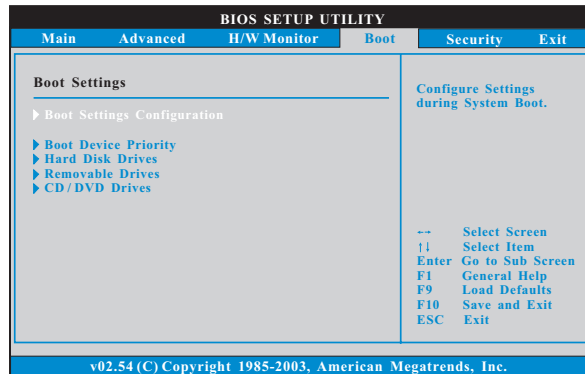 BIOS SETUP UTILITY
Main Advanced H/W Monitor Boot Security Exit
Boot Settings
Boot Settings Configuration
Boot Device Priority
Hard Disk Drives
Removable Drives
CD/DVD Drives
Configure Settings
during System Boot.
←→ Select Screen
↑↓ Select Item
Enter Go to Sub Screen
F1 General Help
F9 Load Defaults
F10 Save and Exit
ESC Exit
v02.54 (C) Copyright 1985-2003, American Megatrends, Inc.